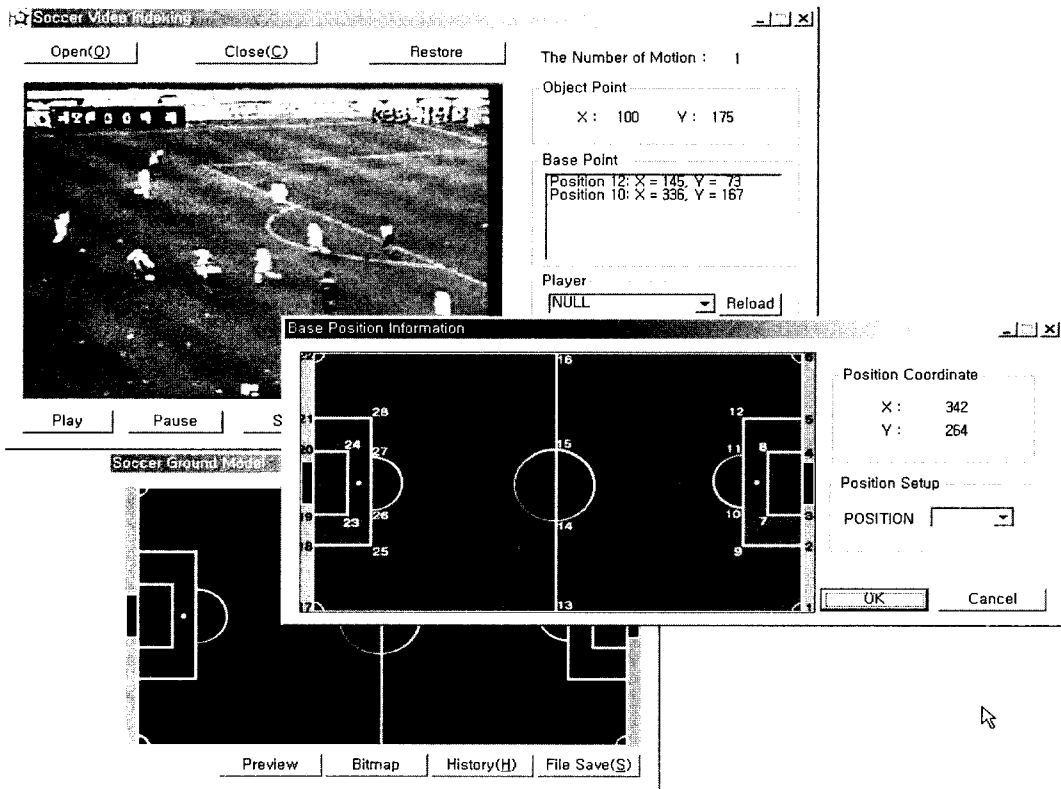 Soccer Video Indexing
Open(O)
Close(C)
Restore
The Number of Motion : 1
Object Point
X : 100 Y : 175
Base Point
Position 12: X = 145, Y = 73
Position 10: X = 336, Y = 167
Player
NULL
Reload
Play
Pause
S
Base Position Information
16
6
12
5
15
11
8
4
14
10
7
3
9
2
13
1
21
28
20
24
27
19
23
26
18
25
Position Coordinate
X : 342
Y : 264
Position Setup
POSITION
OK
Cancel
Soccer Ground Model
Preview
Bitmap
History(H)
File Save(S)